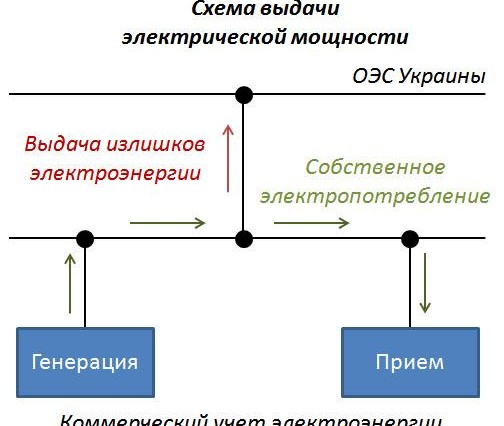 Схема выдачи
электрической мощности
ОЭС Украины
Выдача излишков
электроэнергии
Собственное
электропотребление
Генерация
Прием
Коммерческий учет электроэнергии